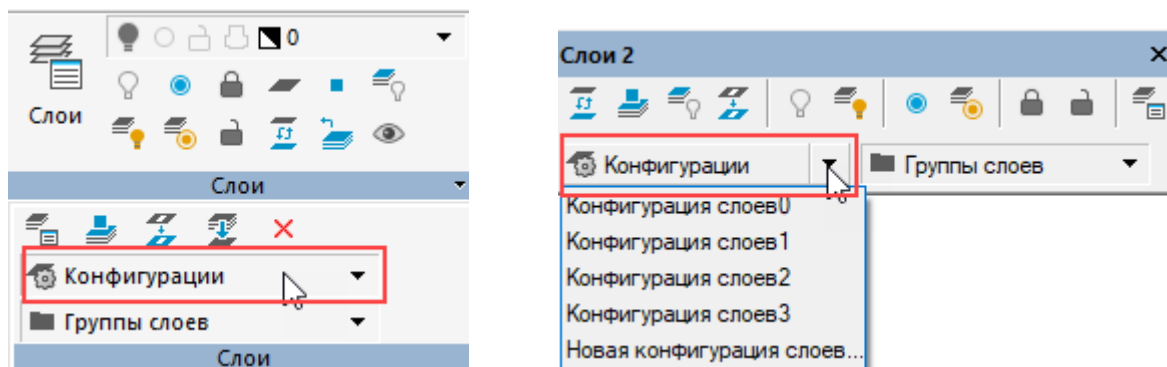 0
Слои
Слои
Конфигурации
Группы слоев
Слои
Слои 2
Конфигурации
Группы слоев
Конфигурация слоев0
Конфигурация слоев1
Конфигурация слоев2
Конфигурация слоев3
Новая конфигурация слоев...